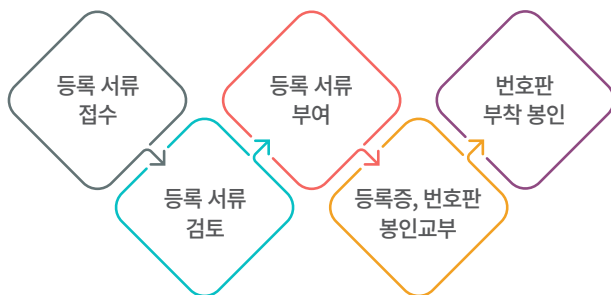 등록 서류
접수
등록 서류
검토
등록 서류
부여
등록증, 번호판
봉인교부
번호판
부착 봉인